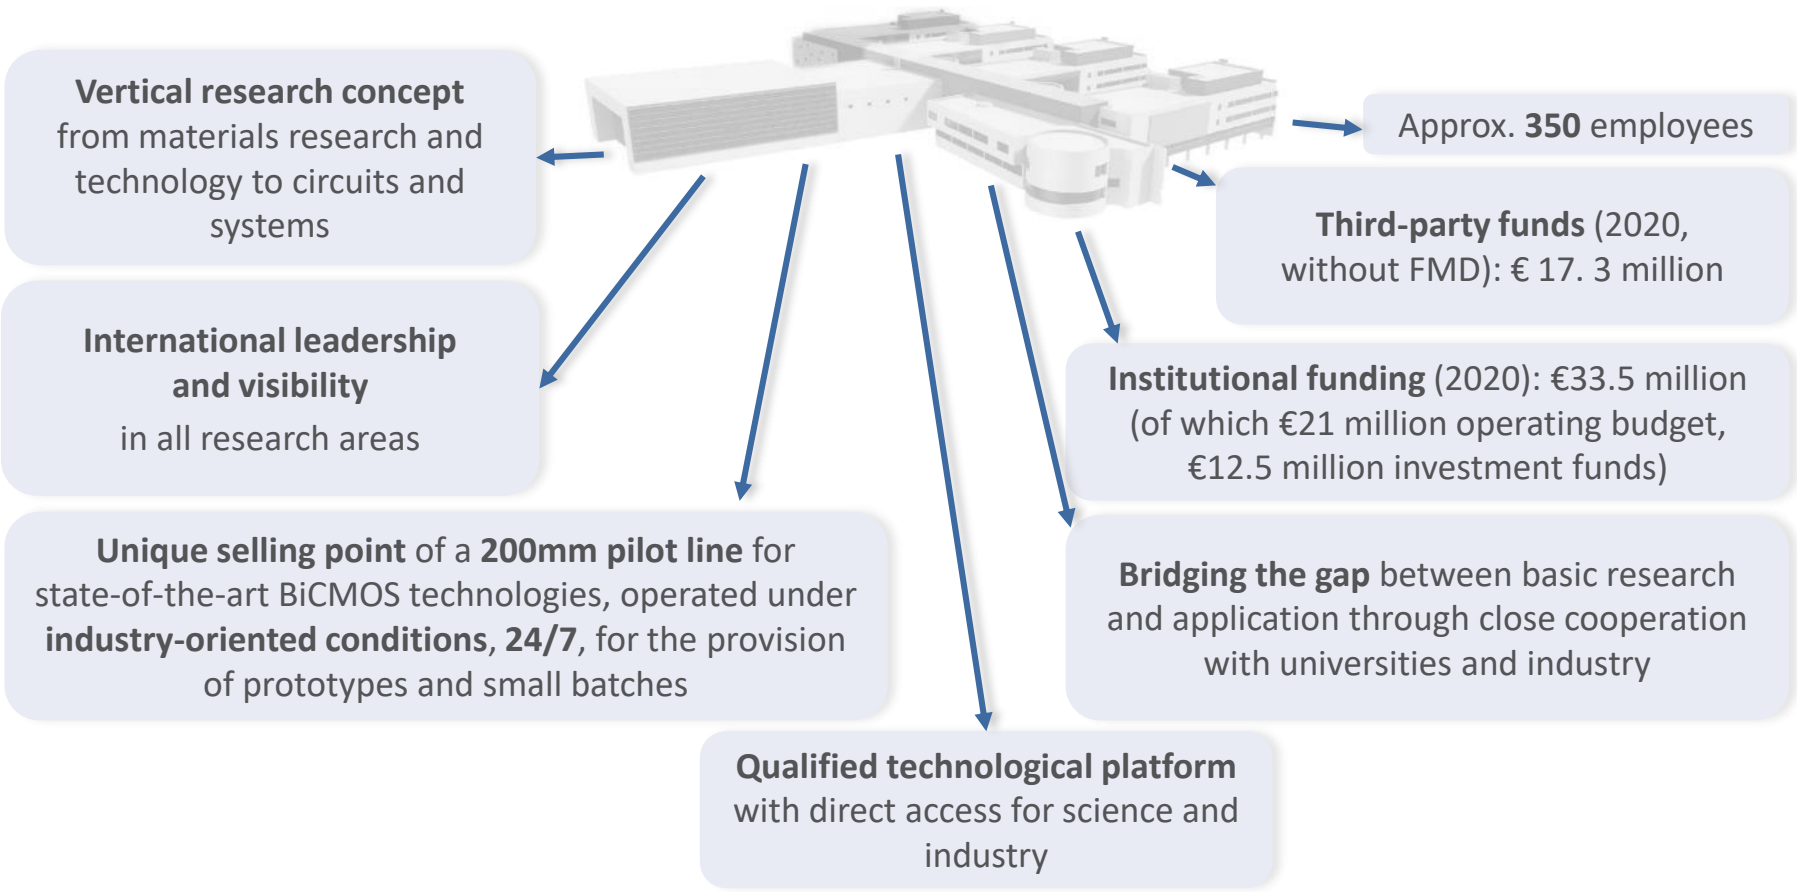 Vertical research concept
from materials research and
technology to circuits and
systems
International leadership
and visibility
in all research areas
Unique selling point of a 200mm pilot line for
state-of-the-art BiCMOS technologies, operated under
industry-oriented conditions, 24/7, for the provision
of prototypes and small batches
Qualified technological platform
with direct access for science and
industry
Approx. 350 employees
Third-party funds (2020,
without FMD): € 17. 3 million
Institutional funding (2020): €33.5 million
(of which €21 million operating budget,
€12.5 million investment funds)
Bridging the gap between basic research
and application through close cooperation
with universities and industry